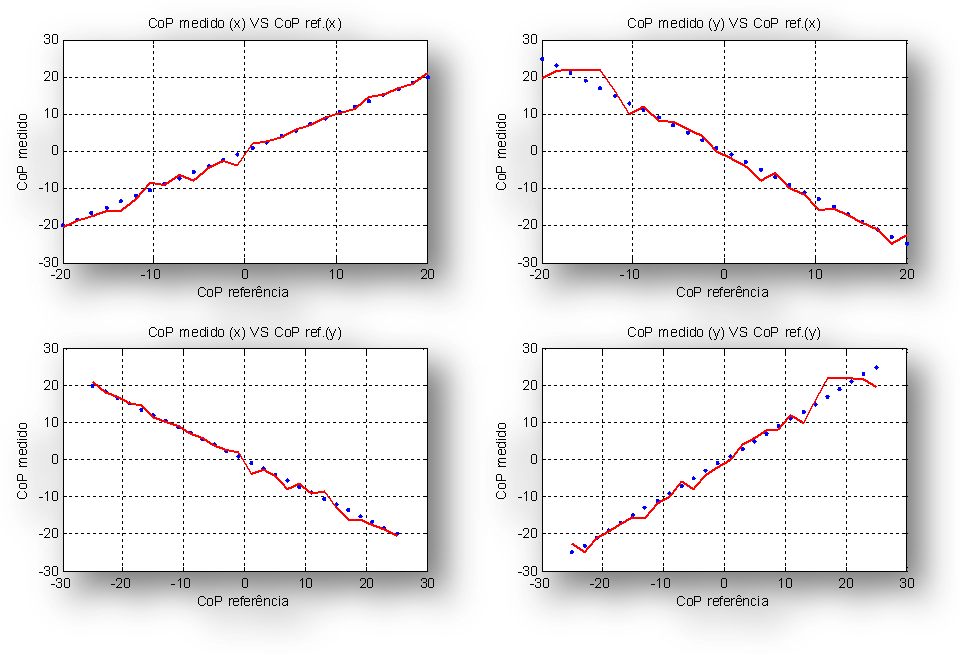 CoP medido (x) VS CoP ref.(x)
30
20
10
0
-10
-20
-30
CoP medido
-20 -10 0 10 20
CoP referência
CoP medido (y) VS CoP ref.(x)
30
20
10
0
-10
-20
-30
CoP medido
-20 -10 0 10 20
CoP referência
CoP medido (x) VS CoP ref.(y)
30
20
10
0
-10
-20
-30
CoP medido
-30 -20 -10 0 10 20 30
CoP referência
CoP medido (y) VS CoP ref.(y)
30
20
10
0
-10
-20
-30
CoP medido
-30 -20 -10 0 10 20 30
CoP referência